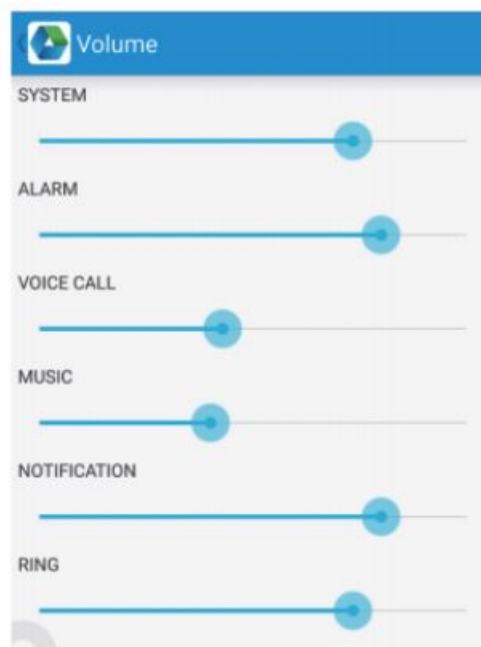 Volume
SYSTEM
ALARM
VOICE CALL
MUSIC
NOTIFICATION
RING